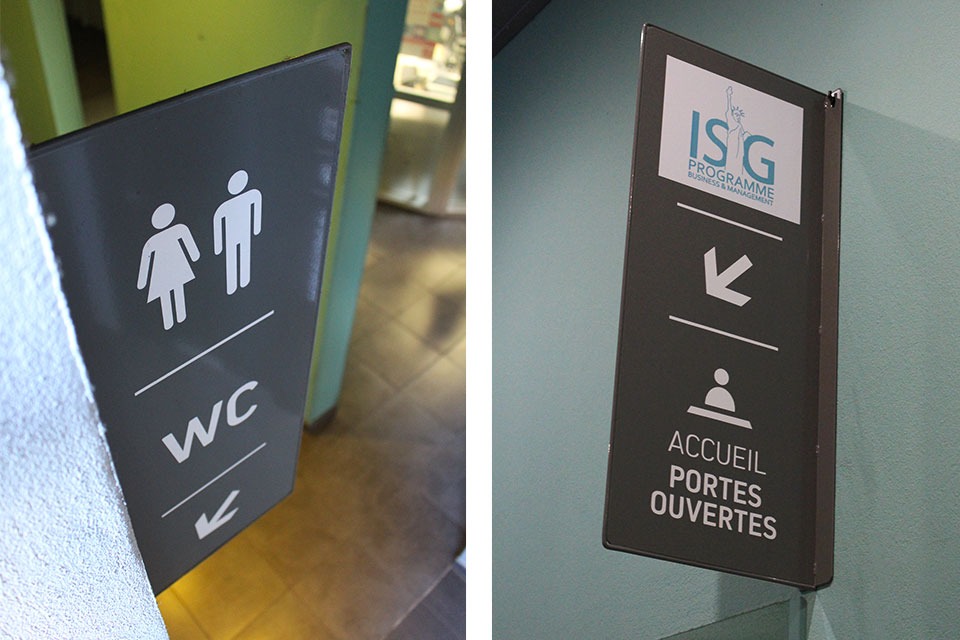 WC
ISG
PROGRAMME
BUSINESS & MANAGEMENT
ACCUEIL
PORTES
OUVERTES